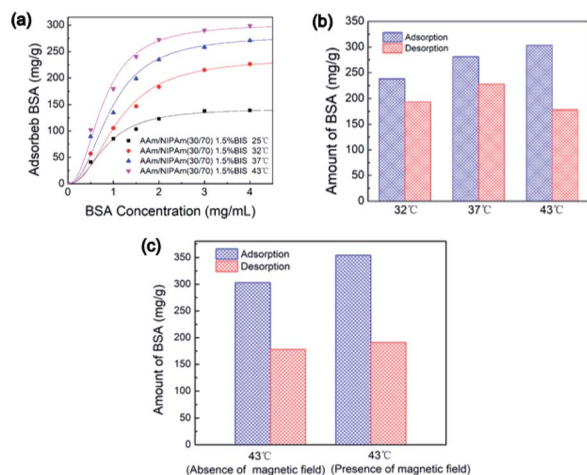 (a)
300
250
200
150
100
50
0
Adsorbeb BSA (mg/g)
AAm/NIPAm(30/70) 1.5%BIS 25℃
AAm/NIPAm(30/70) 1.5%BIS 32℃
AAm/NIPAm(30/70) 1.5%BIS 37℃
AAm/NIPAm(30/70) 1.5%BIS 43℃
0 1 2 3 4
BSA Concentration (mg/mL)
(b)
Adsorption
Desorption
350
300
250
200
150
100
50
0
Amount of BSA (mg/g)
32℃ 37℃ 43℃
(c)
Adsorption
Desorption
350
300
250
200
150
100
50
0
Amount of BSA (mg/g)
43℃ 43℃
(Absence of magnetic field) (Presence of magnetic field)